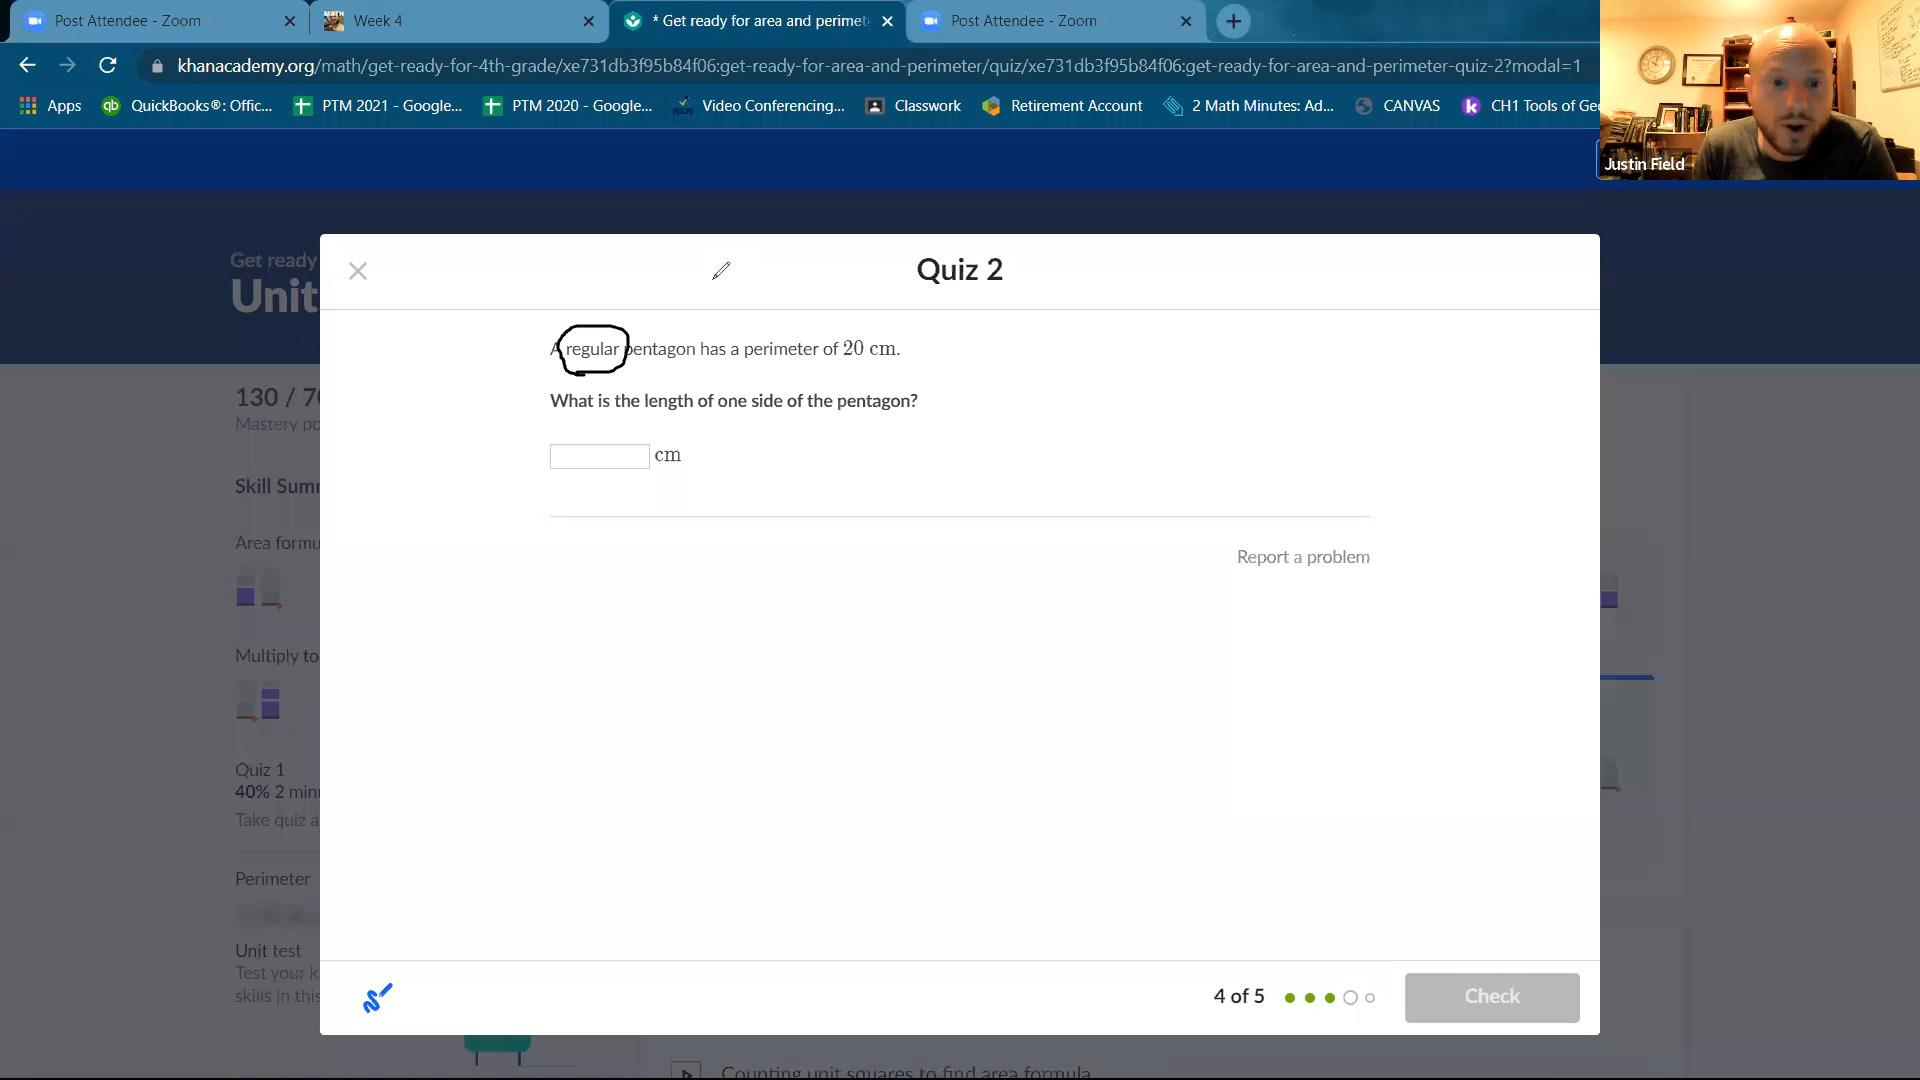 Post Attendee - Zoom
Week 4
* Get ready for area and perimet
Post Attendee - Zoom
khanacademy.org/math/get-ready-for-4th-grade/xe731db3f95b84f06:get-ready-for-area-and-perimeter/quiz/xe731db3f95b84f06:get-ready-for-area-and-perimeter-quiz-2?modal=1
Apps
QuickBooks®: Offic...
PTM 2021 - Google...
PTM 2020 - Google...
Video Conferencing...
Classwork
Retirement Account
2 Math Minutes: Ad...
CANVAS
CH1 Tools of Ge
Justin Field
Get ready
Unit
Quiz 2
A regular pentagon has a perimeter of 20 cm.
What is the length of one side of the pentagon?
cm
Report a problem
130 / 70
Mastery po
Skill Summ
Area formu
Multiply to
Quiz 1
40% 2 min
Take quiz a
Perimeter
Unit test
Test your k
skills in this
4 of 5
Check
Counting unit squares to find area formula